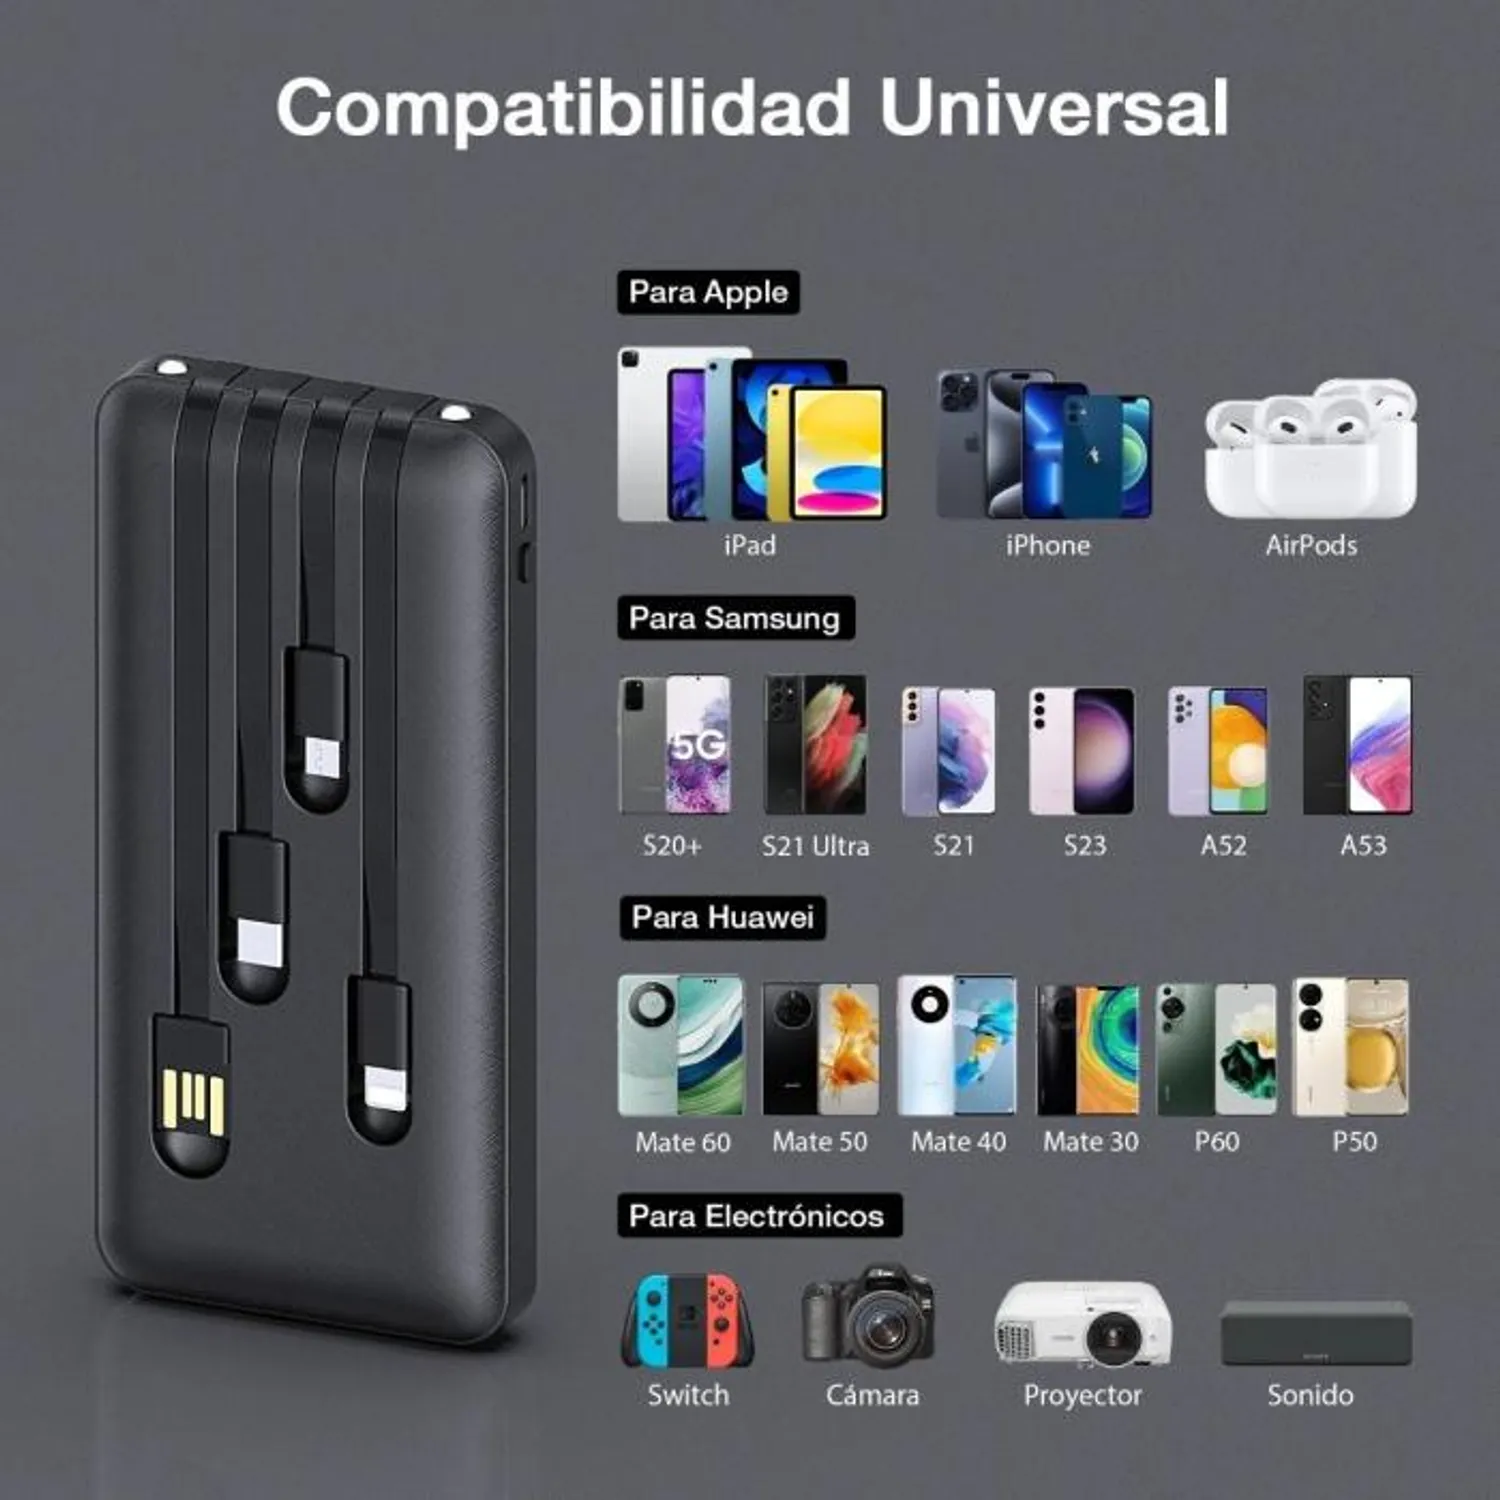 Compatibilidad Universal
Para Apple
iPad
iPhone
AirPods
Para Samsung
5G
S20+
S21 Ultra
S21
S23
A52
A53
Para Huawei
Mate 60
Mate 50
Mate 40
Mate 30
P60
P50
Para Electrónicos
Switch
Cámara
Proyector
Sonido